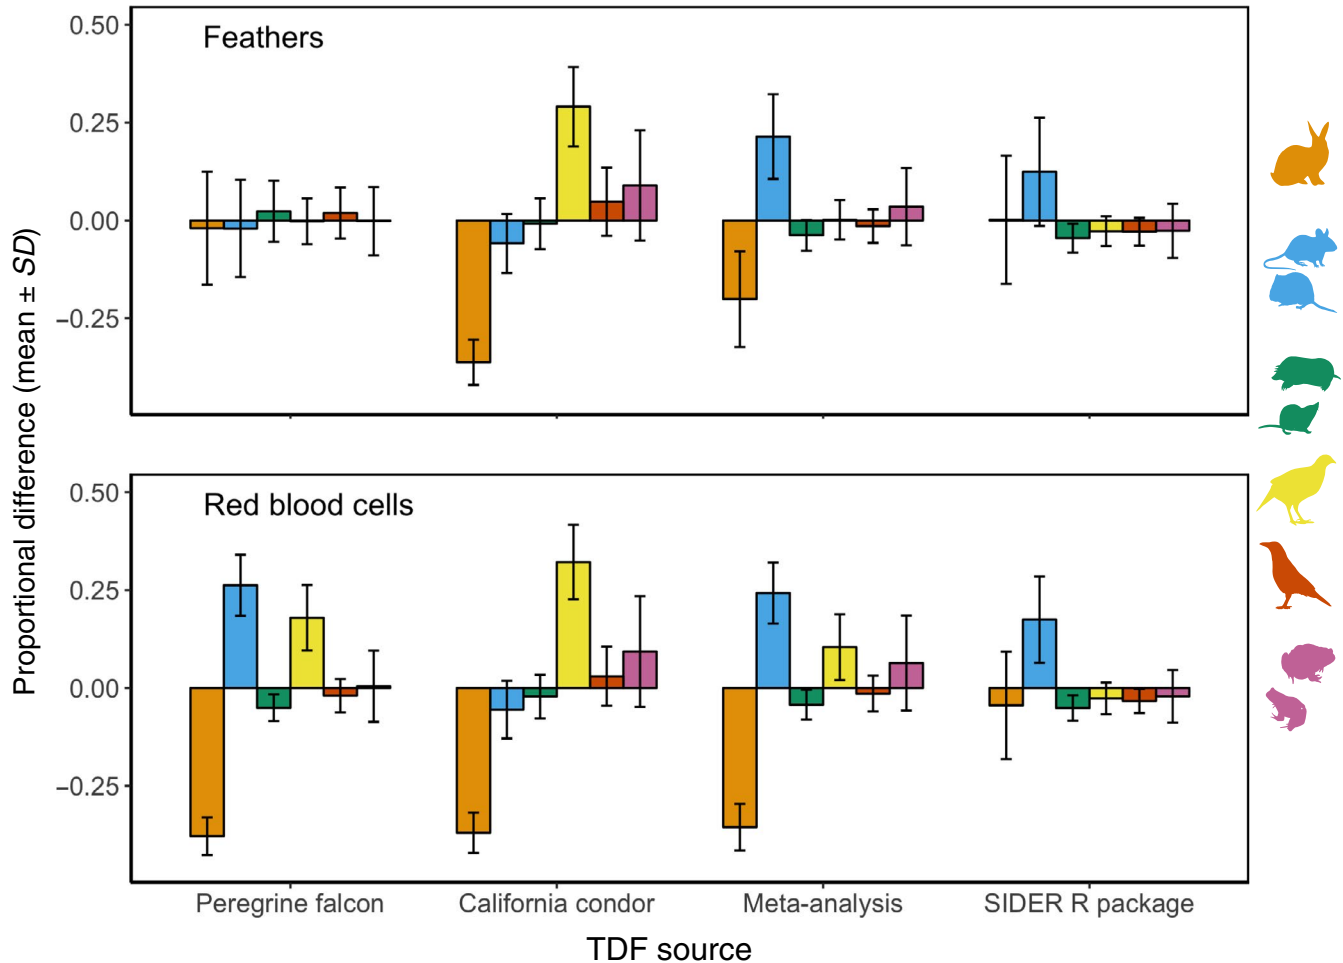 Proportional difference (mean ± SD)
Feathers
0.50
0.25
0.00
−0.25
Red blood cells
0.50
0.25
0.00
−0.25
Peregrine falcon
California condor
Meta-analysis
SIDER R package
TDF source